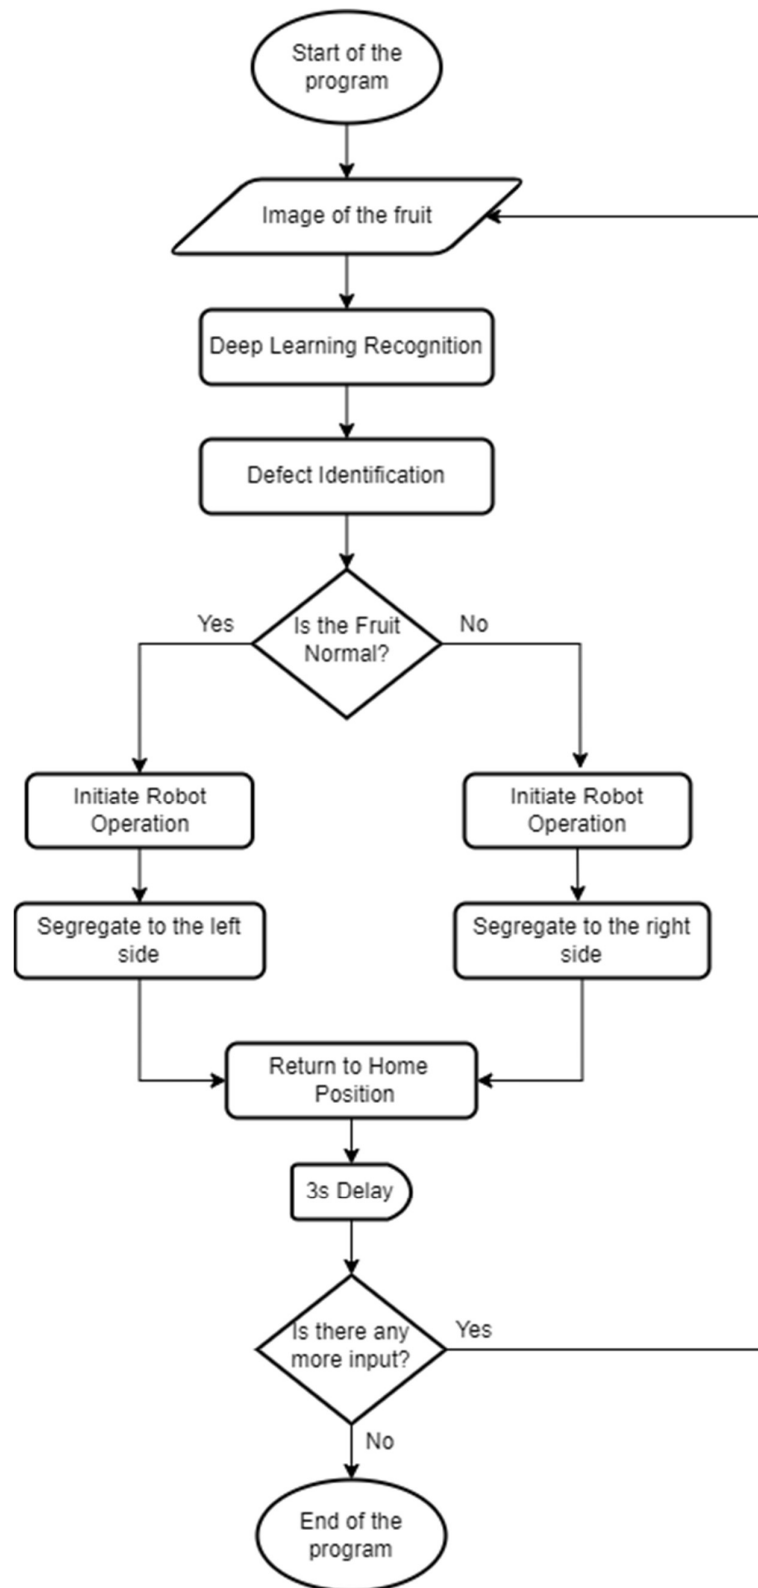 Start of the
program
Image of the fruit
Deep Learning Recognition
Defect Identification
Yes
Is the Fruit
Normal?
No
Initiate Robot
Operation
Initiate Robot
Operation
Segregate to the left
side
Segregate to the right
side
Return to Home
Position
3s Delay
Is there any
more input?
Yes
No
End of the
program